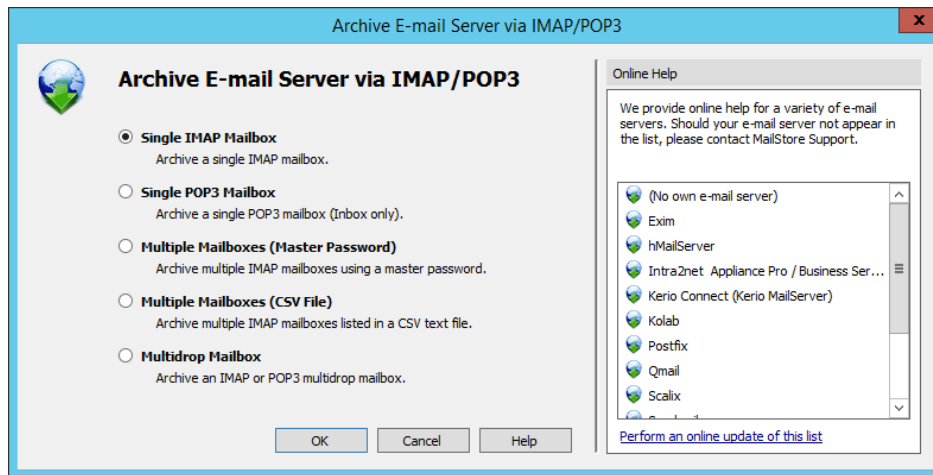 Archive E-mail Server via IMAP/POP3
x
Archive E-mail Server via IMAP/POP3
Single IMAP Mailbox
Archive a single IMAP mailbox.
Single POP3 Mailbox
Archive a single POP3 mailbox (Inbox only).
Multiple Mailboxes (Master Password)
Archive multiple IMAP mailboxes using a master password.
Multiple Mailboxes (CSV File)
Archive multiple IMAP mailboxes listed in a CSV text file.
Multidrop Mailbox
Archive an IMAP or POP3 multidrop mailbox.
OK
Cancel
Help
Online Help
We provide online help for a variety of e-mail
servers. Should your e-mail server not appear in
the list, please contact MailStore Support.
(No own e-mail server)
Exim
hMailServer
Intra2net Appliance Pro / Business Ser...
Kerio Connect (Kerio MailServer)
Kolab
Postfix
Qmail
Scalix
Perform an online update of this list